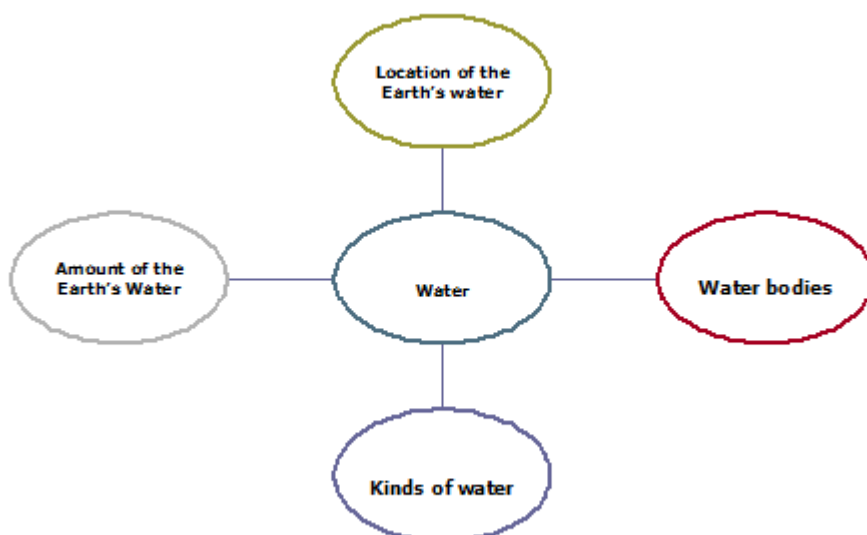 Location of the
Earth's water
Amount of the
Earth's Water
Water
Water bodies
Kinds of water